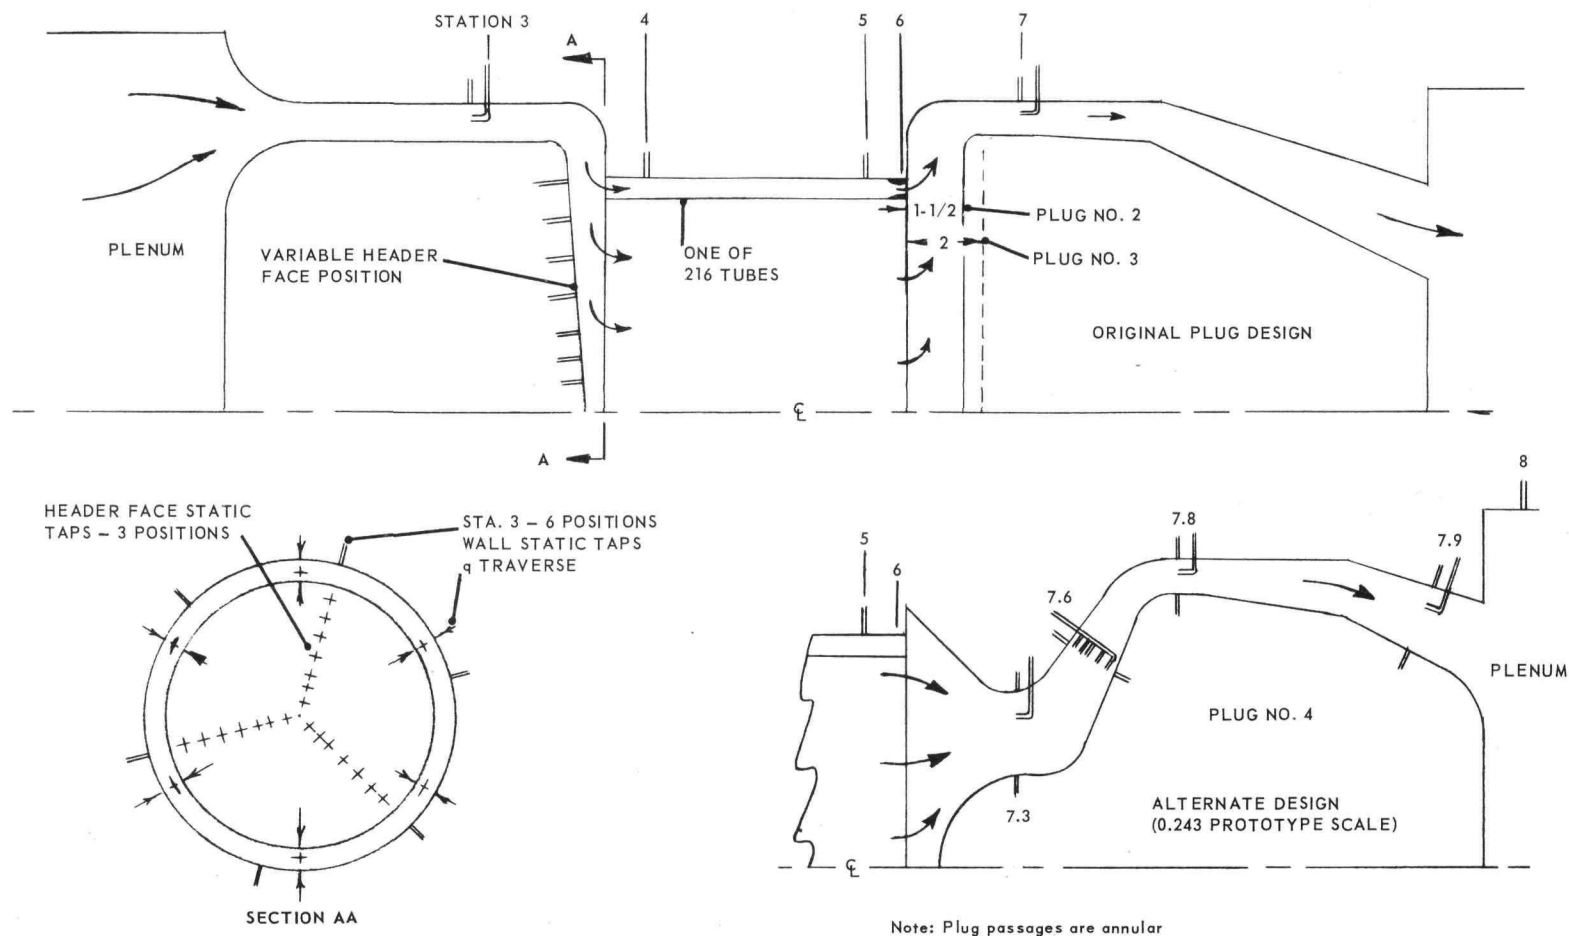 STATION 3
4
5
6
7
A
1-1/2
PLUG NO. 2
2
PLUG NO. 3
PLENUM
VARIABLE HEADER
FACE POSITION
ONE OF
216 TUBES
ORIGINAL PLUG DESIGN
℄
A
HEADER FACE STATIC
TAPS – 3 POSITIONS
STA. 3 – 6 POSITIONS
WALL STATIC TAPS
q TRAVERSE
SECTION AA
5
6
7.6
7.8
7.9
8
PLENUM
PLUG NO. 4
7.3
ALTERNATE DESIGN
(0.243 PROTOTYPE SCALE)
℄
Note: Plug passages are annular